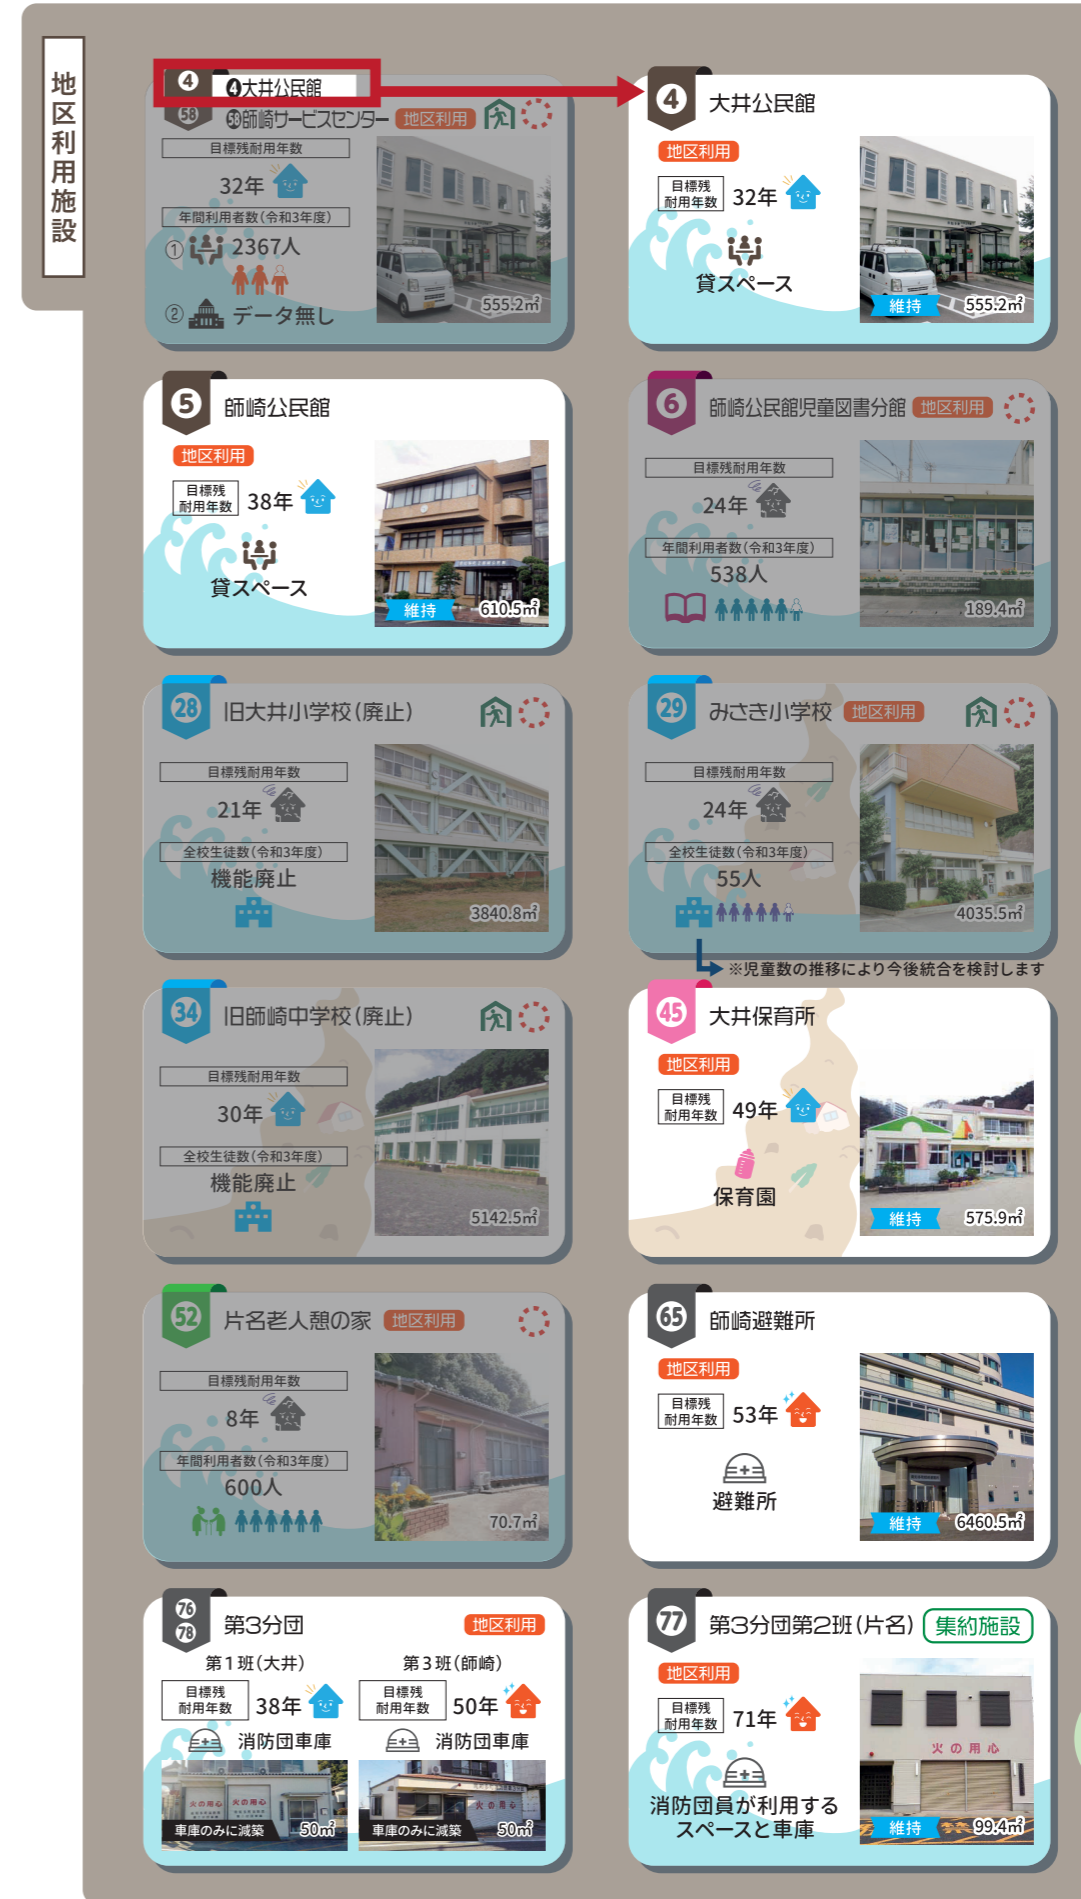 地区利用施設
4
58
❹大井公民館
㊽師崎サービスセンター 地区利用
目標残耐用年数
32年
年間利用者数(令和3年度)
① 2367人
② データ無し
555.2㎡
4 大井公民館
地区利用
目標残
耐用年数 32年
貸スペース
維持 555.2㎡
5 師崎公民館
地区利用
目標残
耐用年数 38年
貸スペース
維持 610.5㎡
6 師崎公民館児童図書分館 地区利用
目標残耐用年数
24年
年間利用者数(令和3年度)
538人
189.4㎡
28 旧大井小学校(廃止)
目標残耐用年数
21年
全校生徒数(令和3年度)
機能廃止
3840.8㎡
29 みさき小学校 地区利用
目標残耐用年数
24年
全校生徒数(令和3年度)
55人
4035.5㎡
※児童数の推移により今後統合を検討します
34 旧師崎中学校(廃止)
目標残耐用年数
30年
全校生徒数(令和3年度)
機能廃止
5142.5㎡
45 大井保育所
地区利用
目標残
耐用年数 49年
保育園
維持 575.9㎡
52 片名老人憩の家 地区利用
目標残耐用年数
8年
年間利用者数(令和3年度)
600人
70.7㎡
65 師崎避難所
地区利用
目標残
耐用年数 53年
避難所
維持 6460.5㎡
76
78
第3分団 地区利用
第1班(大井)
目標残
耐用年数 38年
消防団車庫
火の用心 火の用心
車庫のみに減築 50㎡
第3班(師崎)
目標残
耐用年数 50年
消防団車庫
火の用心
車庫のみに減築 50㎡
77 第3分団第2班(片名) 集約施設
地区利用
目標残
耐用年数 71年
消防団員が利用する
スペースと車庫
火の用心
維持 99.4㎡